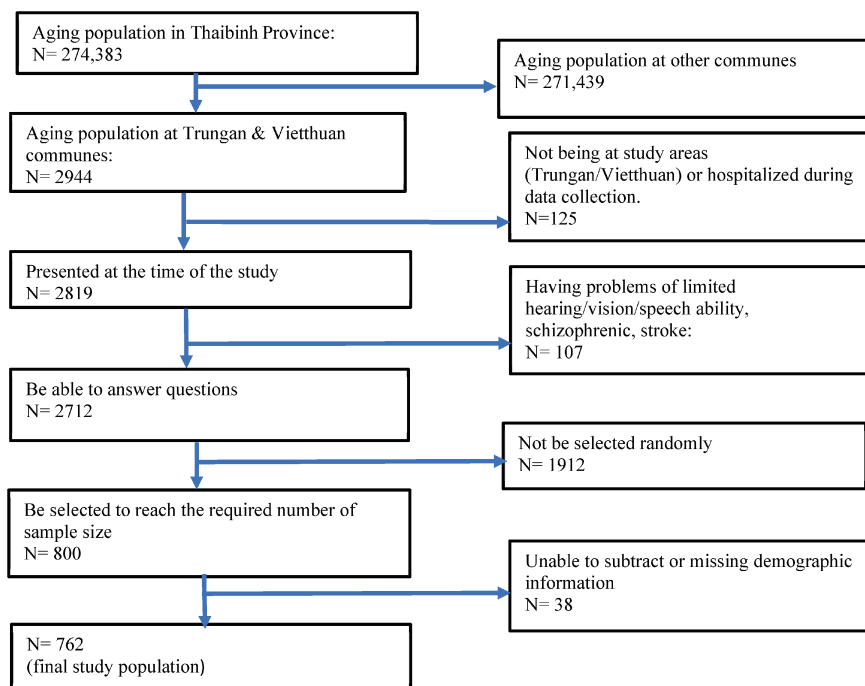 Aging population in Thaibinh Province:
N= 274,383
Aging population at other communes
N= 271,439
Aging population at Trungan & Vietthuan
communes:
N= 2944
Not being at study areas
(Trungan/Vietthuan) or hospitalized during
data collection.
N=125
Presented at the time of the study
N= 2819
Having problems of limited
hearing/vision/speech ability,
schizophrenic, stroke:
N= 107
Be able to answer questions
N= 2712
Not be selected randomly
N= 1912
Be selected to reach the required number of
sample size
N= 800
Unable to subtract or missing demographic
information
N= 38
N= 762
(final study population)